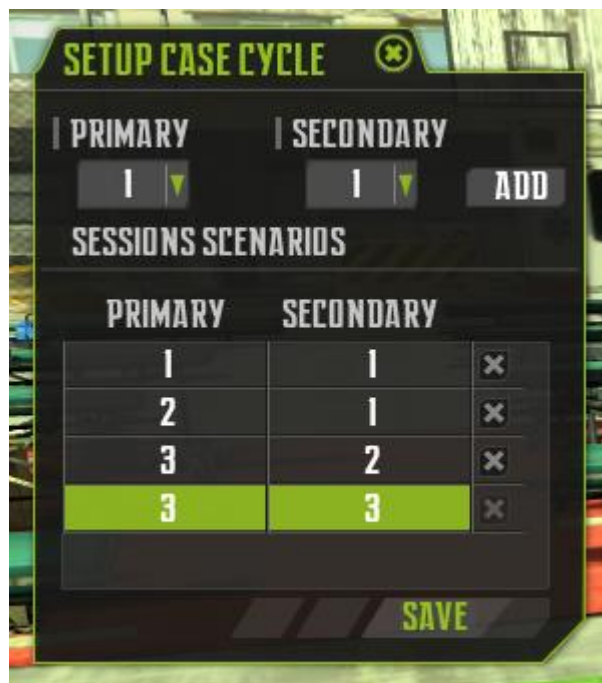 SETUP CASE CYCLE
PRIMARY SECONDARY
1 1 ADD
SESSIONS SCENARIOS
PRIMARY SECONDARY
1 1
2 1
3 2
3 3
SAVE